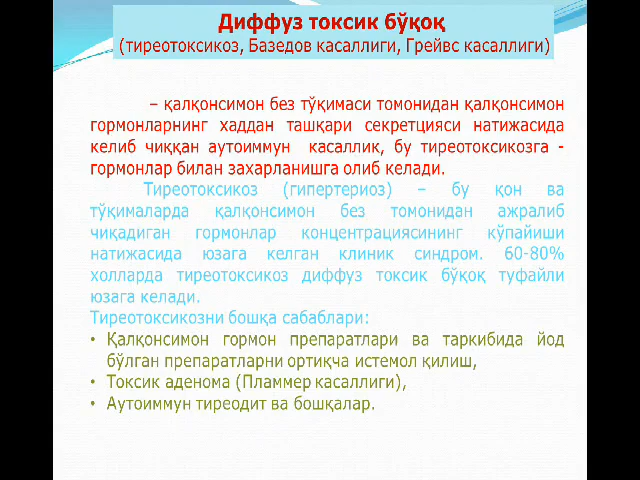 Диффуз токсик бўқоқ
(тиреотоксикоз, Базедов касаллиги, Грейвс касаллиги)
– қалқонсимон без тўқимаси томонидан қалқонсимон
гормонларнинг хаддан ташқари секретцияси натижасида
келиб чиққан аутоиммун касаллик, бу тиреотоксикозга -
гормонлар билан захарланишга олиб келади.
Тиреотоксикоз (гипертериоз) – бу қон ва
тўқималарда қалқонсимон без томонидан ажралиб
чиқадиган гормонлар концентрациясининг кўпайиши
натижасида юзага келган клиник синдром. 60-80%
холларда тиреотоксикоз диффуз токсик бўқоқ туфайли
юзага келади.
Тиреотоксикозни бошқа сабаблари:
• Қалқонсимон гормон препаратлари ва таркибида йод
бўлган препаратларни ортиқча истемол қилиш,
• Токсик аденома (Пламмер касаллиги),
• Аутоиммун тиреодит ва бошқалар.